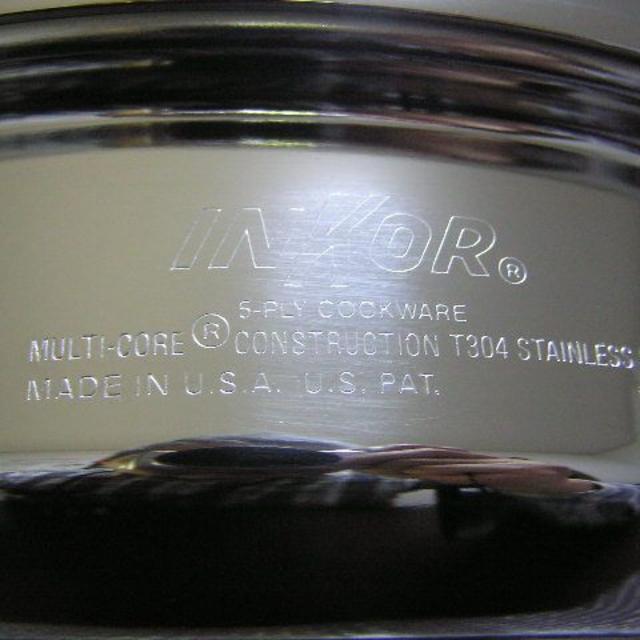 INKOR®
5-PLY COOKWARE
MULTI-CORE® CONSTRUCTION T304 STAINLESS
MADE IN U.S.A. U.S. PAT.